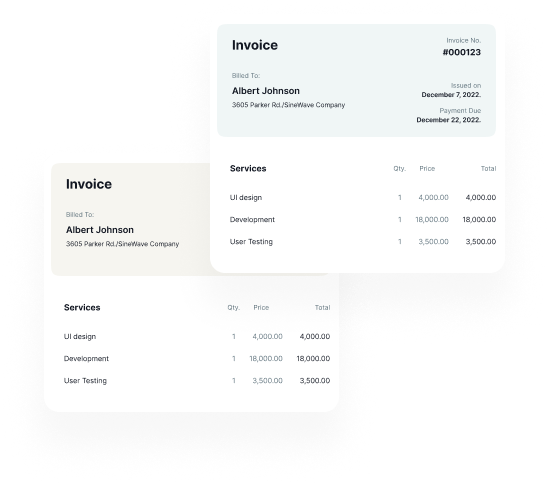 Invoice
Invoice No.
#000123
Billed To:
Albert Johnson
3605 Parker Rd./SineWave Company
Issued on
December 7, 2022.
Payment Due
December 22, 2022.
Services Qty. Price Total
UI design 1 4,000.00 4,000.00
Development 1 18,000.00 18,000.00
User Testing 1 3,500.00 3,500.00
Invoice
Billed To:
Albert Johnson
3605 Parker Rd./SineWave Company
Services Qty. Price Total
UI design 1 4,000.00 4,000.00
Development 1 18,000.00 18,000.00
User Testing 1 3,500.00 3,500.00